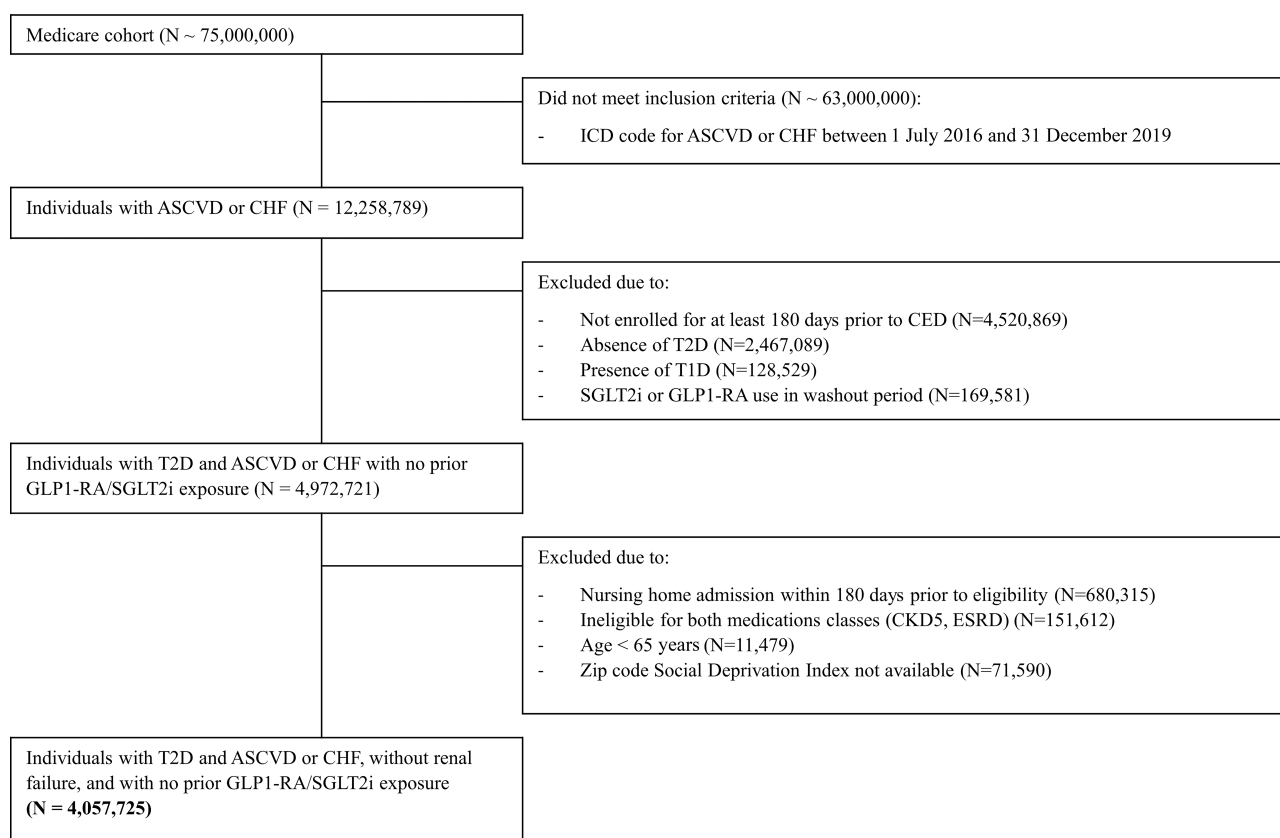 Medicare cohort (N ~ 75,000,000)
Did not meet inclusion criteria (N ~ 63,000,000):
- ICD code for ASCVD or CHF between 1 July 2016 and 31 December 2019
Individuals with ASCVD or CHF (N = 12,258,789)
Excluded due to:
- Not enrolled for at least 180 days prior to CED (N=4,520,869)
- Absence of T2D (N=2,467,089)
- Presence of T1D (N=128,529)
- SGLT2i or GLP1-RA use in washout period (N=169,581)
Individuals with T2D and ASCVD or CHF with no prior
GLP1-RA/SGLT2i exposure (N = 4,972,721)
Excluded due to:
- Nursing home admission within 180 days prior to eligibility (N=680,315)
- Ineligible for both medications classes (CKD5, ESRD) (N=151,612)
- Age < 65 years (N=11,479)
- Zip code Social Deprivation Index not available (N=71,590)
Individuals with T2D and ASCVD or CHF, without renal
failure, and with no prior GLP1-RA/SGLT2i exposure
(N = 4,057,725)